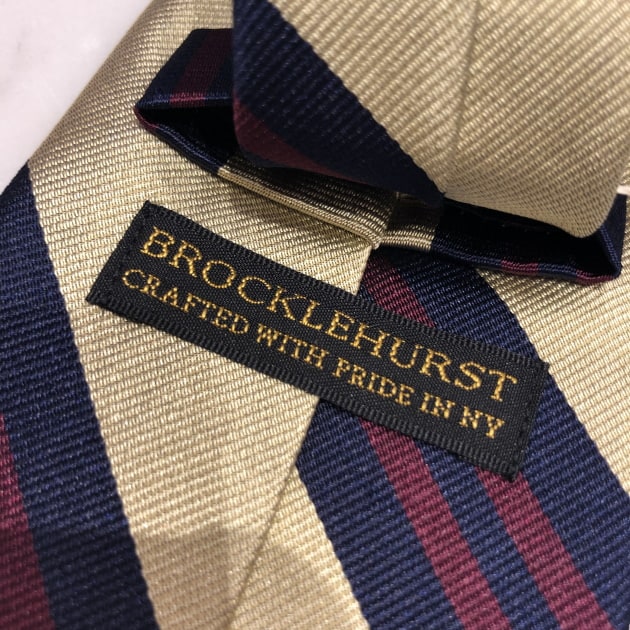 BROCKLEHURST
CRAFTED WITH PRIDE IN NY